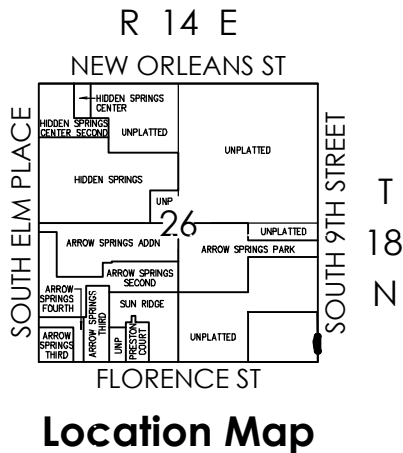 R 14 E
NEW ORLEANS ST
SOUTH ELM PLACE
SOUTH 9TH STREET
T
18
N
HIDDEN SPRINGS
CENTER
HIDDEN SPRINGS
CENTER SECOND
UNPLATTED
UNPLATTED
HIDDEN SPRINGS
UNP
26
UNPLATTED
ARROW SPRINGS ADDN
ARROW SPRINGS PARK
ARROW SPRINGS
SECOND
ARROW
SPRINGS
FOURTH
ARROW SPRINGS
THIRD
SUN RIDGE
ARROW
SPRINGS
THIRD
UNP
PRESTON
COURT
UNPLATTED
FLORENCE ST
Location Map